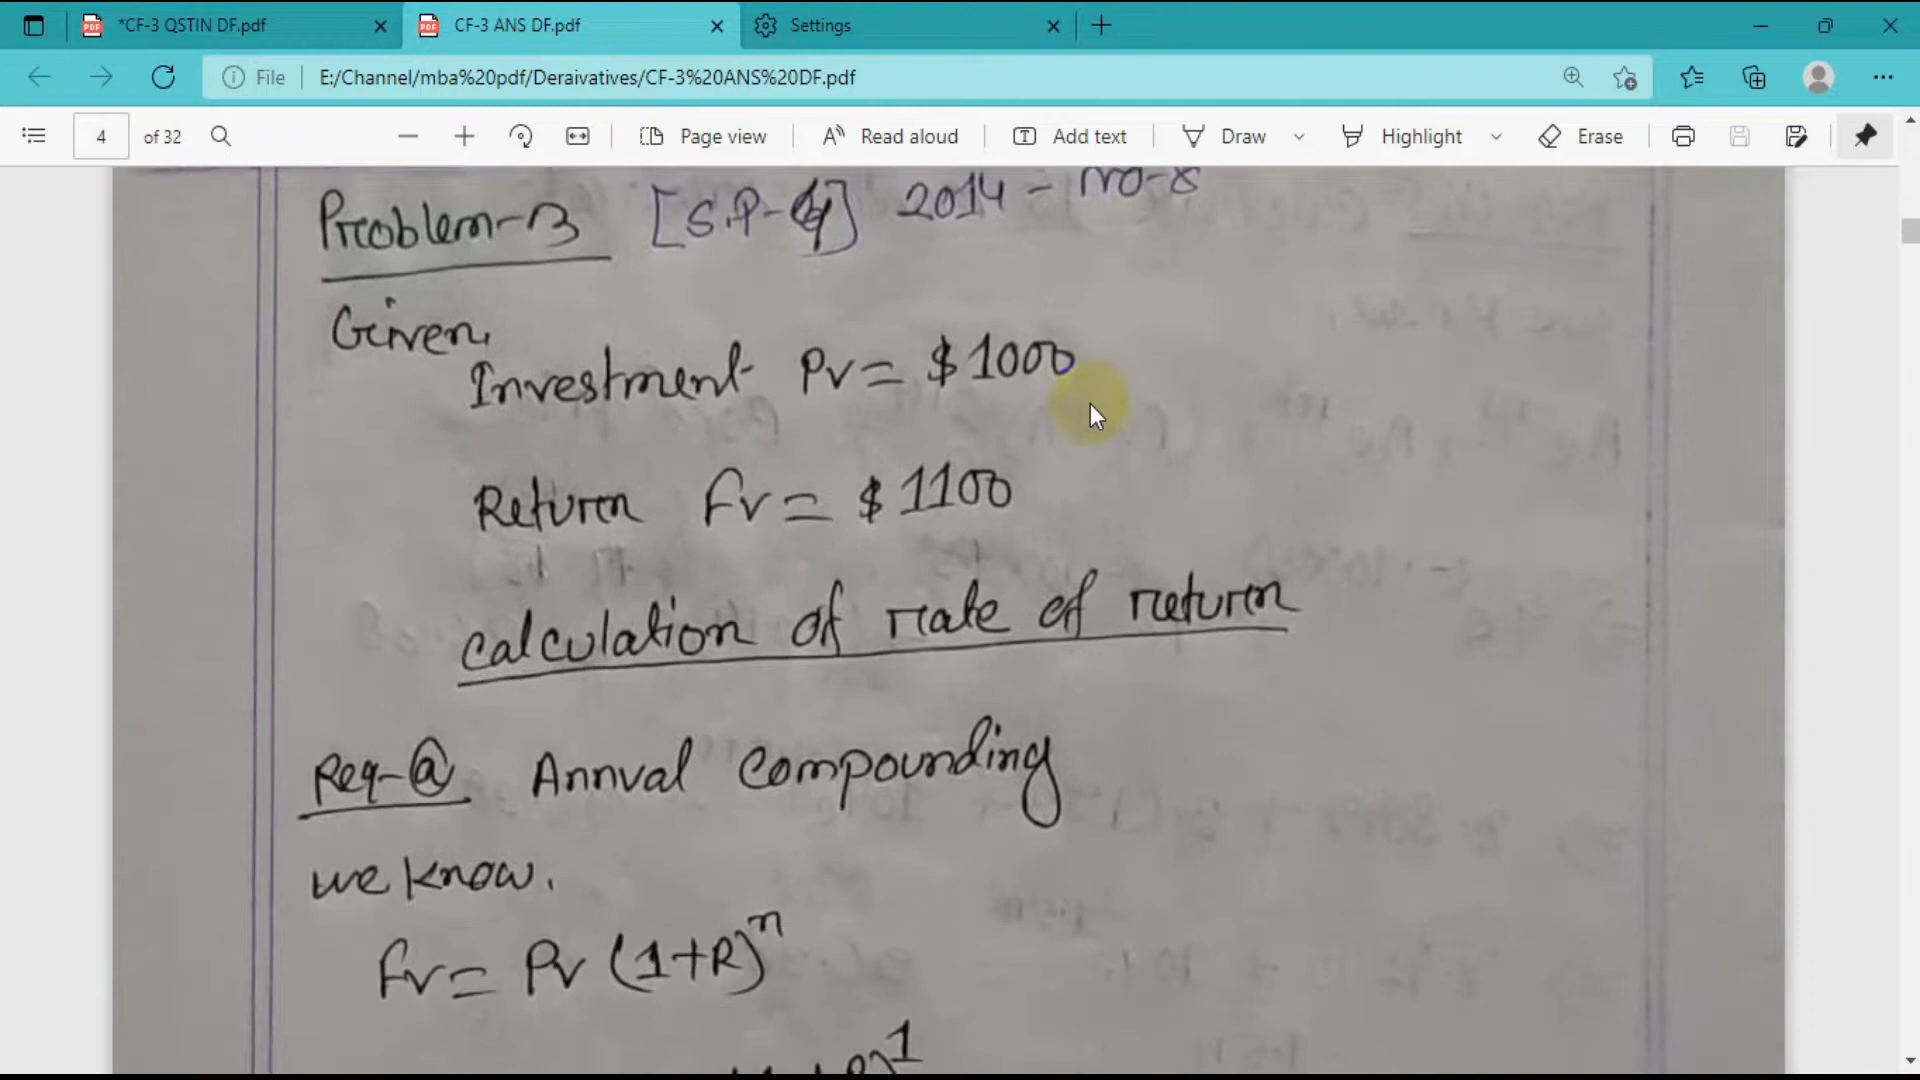 *CF-3 QSTIN DF.pdf
CF-3 ANS DF.pdf
Settings
File
E:/Channel/mba%20pdf/Deraivatives/CF-3%20ANS%20DF.pdf
4 of 32
Page view
Read aloud
Add text
Draw
Highlight
Erase
Problem-3 [S.P-4] 2014 - no-8
Given,
Investment Pv = $1000
Return Fv = $1100
calculation of rate of return
Req-a Annual Compounding
we know.
Fv = Pv (1+R)^n